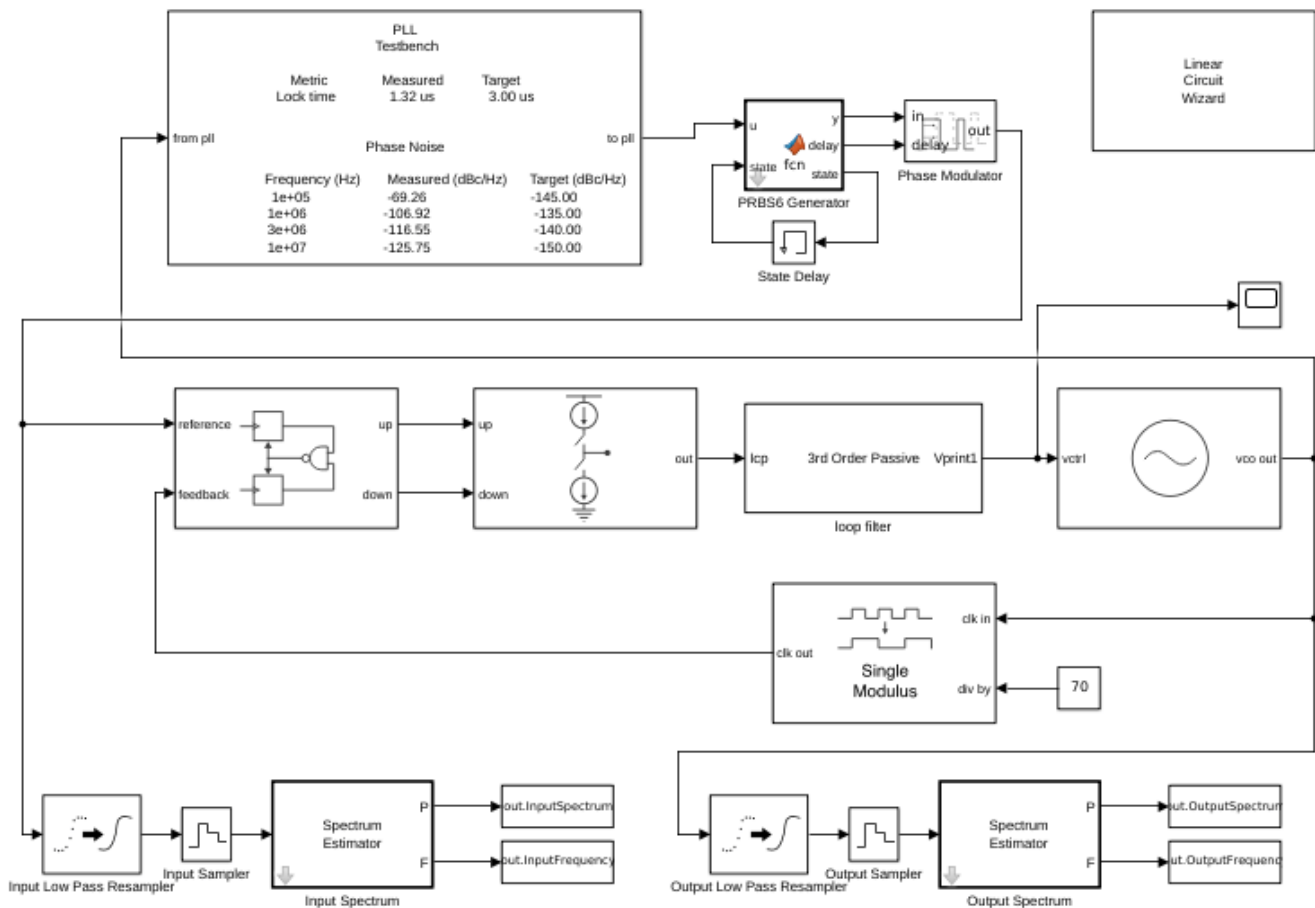 PLL
Testbench
Metric Measured Target
Lock time 1.32 us 3.00 us
from pll
to pll
Phase Noise
Frequency (Hz) Measured (dBc/Hz) Target (dBc/Hz)
1e+05 -69.26 -145.00
1e+06 -106.92 -135.00
3e+06 -116.55 -140.00
1e+07 -125.75 -150.00
u
state
y
delay
state
fcn
PRBS6 Generator
State Delay
in
delay
out
Phase Modulator
Linear
Circuit
Wizard
reference
feedback
up
down
up
down
out
Icp
3rd Order Passive
Vprint1
loop filter
vctrl
vco out
clk in
clk out
Single
Modulus
div by
70
Input Low Pass Resampler
Input Sampler
Spectrum
Estimator
P
F
Input Spectrum
out.InputSpectrum
out.InputFrequency
Output Low Pass Resampler
Output Sampler
Spectrum
Estimator
P
F
Output Spectrum
ut.OutputSpectrum
ut.OutputFrequenc